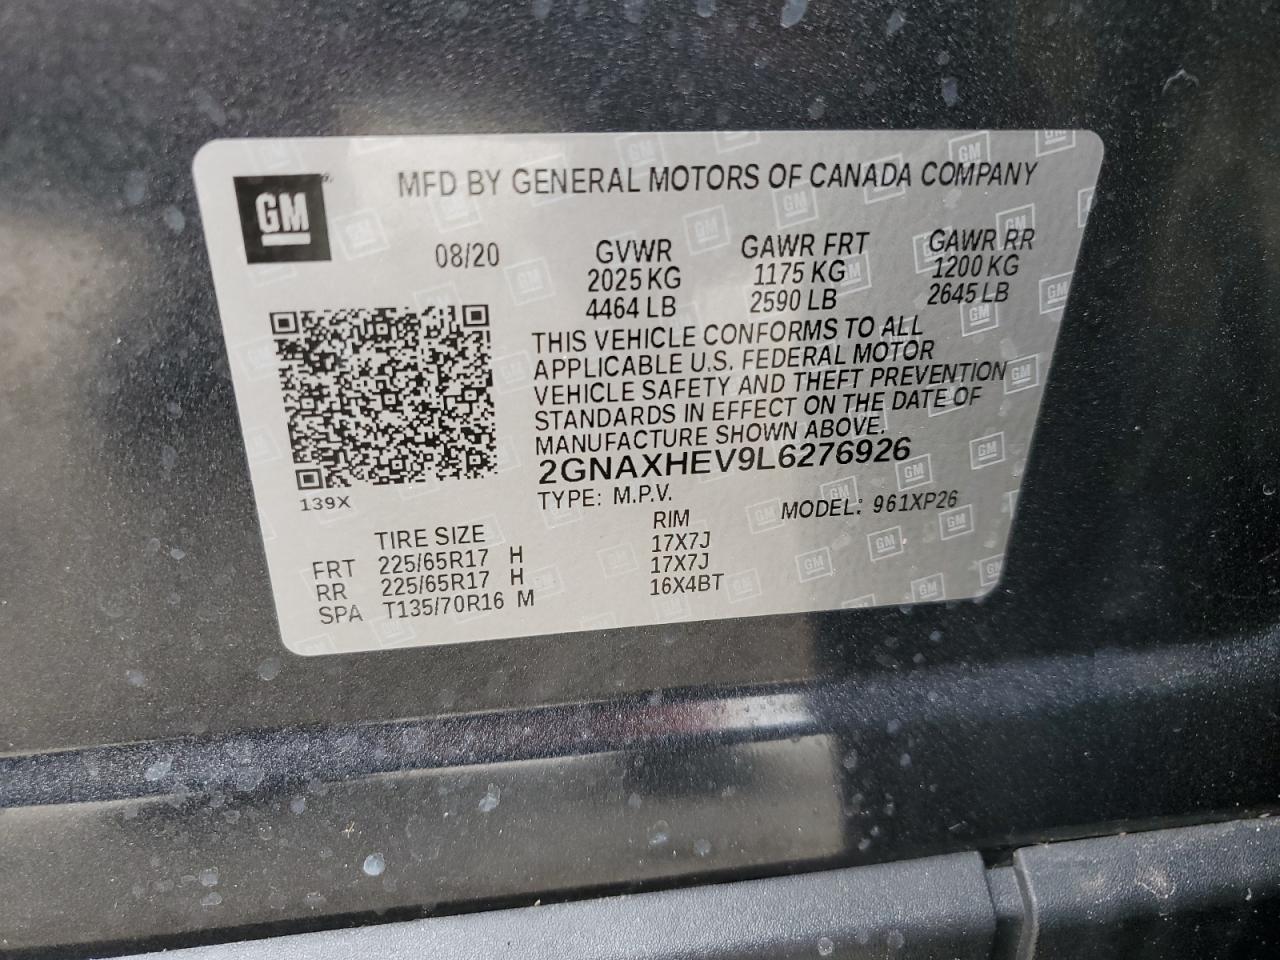 GM
MFD BY GENERAL MOTORS OF CANADA COMPANY
08/20 GVWR GAWR FRT GAWR RR
2025 KG 1175 KG 1200 KG
4464 LB 2590 LB 2645 LB
THIS VEHICLE CONFORMS TO ALL
APPLICABLE U.S. FEDERAL MOTOR
VEHICLE SAFETY AND THEFT PREVENTION
STANDARDS IN EFFECT ON THE DATE OF
MANUFACTURE SHOWN ABOVE.
2GNAXHEV9L6276926
139X
TYPE: M.P.V. MODEL: 961XP26
TIRE SIZE RIM
FRT 225/65R17 H 17X7J
RR 225/65R17 H 17X7J
SPA T135/70R16 M 16X4BT